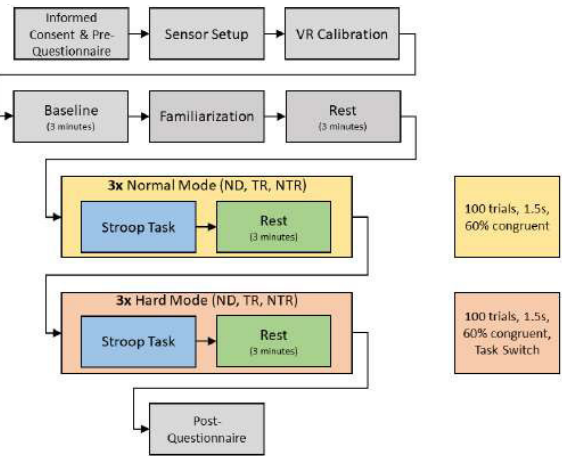 Informed
Consent & Pre-
Questionnaire
Sensor Setup
VR Calibration
Baseline
(3 minutes)
Familiarization
Rest
(3 minutes)
3x Normal Mode (ND, TR, NTR)
Stroop Task
Rest
(3 minutes)
100 trials, 1.5s,
60% congruent
3x Hard Mode (ND, TR, NTR)
Stroop Task
Rest
(3 minutes)
100 trials, 1.5s,
60% congruent,
Task Switch
Post-
Questionnaire